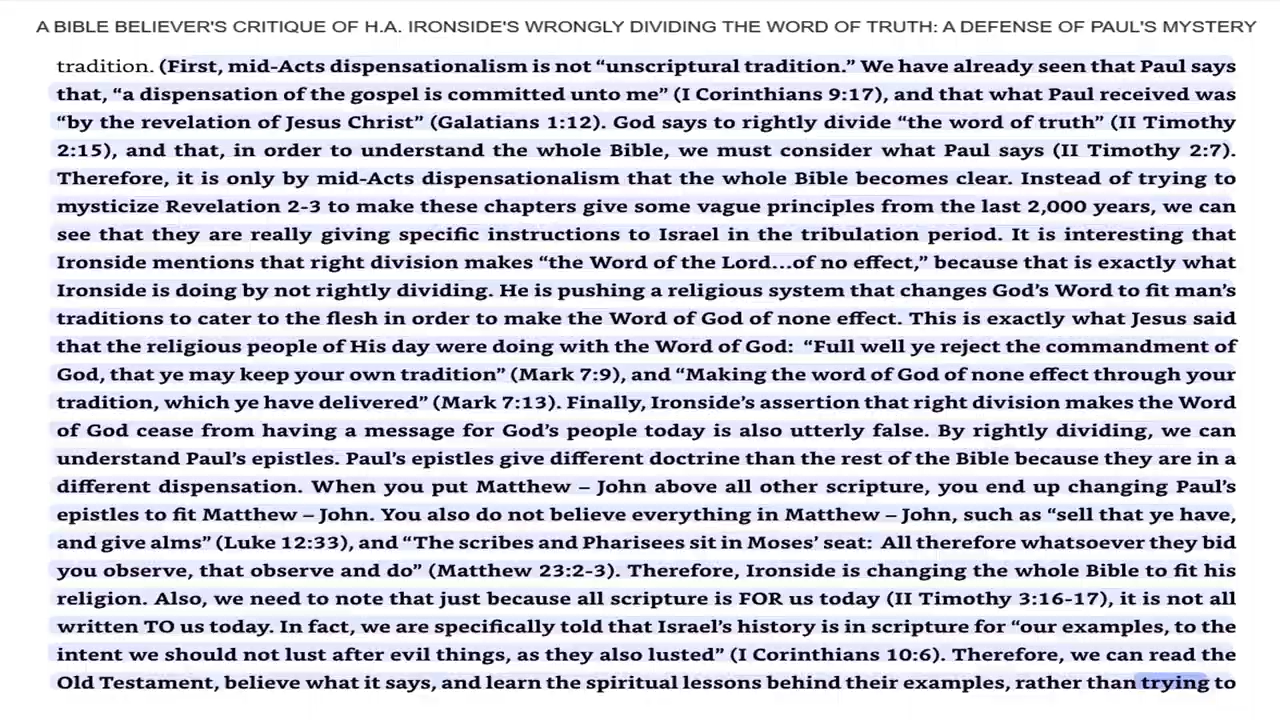 A BIBLE BELIEVER'S CRITIQUE OF H.A. IRONSIDE'S WRONGLY DIVIDING THE WORD OF TRUTH: A DEFENSE OF PAUL'S MYSTERY
tradition. (First, mid-Acts dispensationalism is not “unscriptural tradition.” We have already seen that Paul says
that, “a dispensation of the gospel is committed unto me” (I Corinthians 9:17), and that what Paul received was
“by the revelation of Jesus Christ” (Galatians 1:12). God says to rightly divide “the word of truth” (II Timothy
2:15), and that, in order to understand the whole Bible, we must consider what Paul says (II Timothy 2:7).
Therefore, it is only by mid-Acts dispensationalism that the whole Bible becomes clear. Instead of trying to
mysticize Revelation 2-3 to make these chapters give some vague principles from the last 2,000 years, we can
see that they are really giving specific instructions to Israel in the tribulation period. It is interesting that
Ironside mentions that right division makes “the Word of the Lord…of no effect,” because that is exactly what
Ironside is doing by not rightly dividing. He is pushing a religious system that changes God’s Word to fit man’s
traditions to cater to the flesh in order to make the Word of God of none effect. This is exactly what Jesus said
that the religious people of His day were doing with the Word of God: “Full well ye reject the commandment of
God, that ye may keep your own tradition” (Mark 7:9), and “Making the word of God of none effect through your
tradition, which ye have delivered” (Mark 7:13). Finally, Ironside’s assertion that right division makes the Word
of God cease from having a message for God’s people today is also utterly false. By rightly dividing, we can
understand Paul’s epistles. Paul’s epistles give different doctrine than the rest of the Bible because they are in a
different dispensation. When you put Matthew – John above all other scripture, you end up changing Paul’s
epistles to fit Matthew – John. You also do not believe everything in Matthew – John, such as “sell that ye have,
and give alms” (Luke 12:33), and “The scribes and Pharisees sit in Moses’ seat: All therefore whatsoever they bid
you observe, that observe and do” (Matthew 23:2-3). Therefore, Ironside is changing the whole Bible to fit his
religion. Also, we need to note that just because all scripture is FOR us today (II Timothy 3:16-17), it is not all
written TO us today. In fact, we are specifically told that Israel’s history is in scripture for “our examples, to the
intent we should not lust after evil things, as they also lusted” (I Corinthians 10:6). Therefore, we can read the
Old Testament, believe what it says, and learn the spiritual lessons behind their examples, rather than trying to